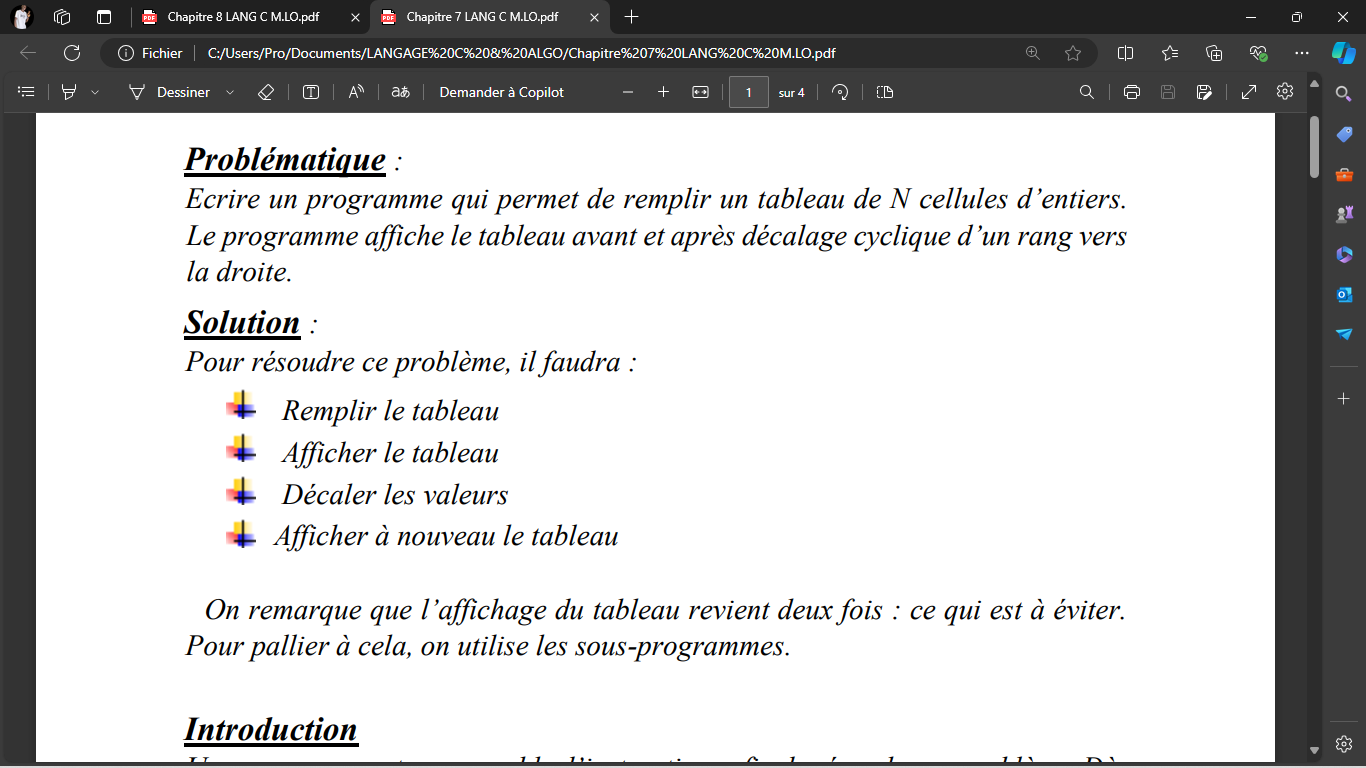 Chapitre 8 LANG C M.LO.pdf
Chapitre 7 LANG C M.LO.pdf
Fichier
C:/Users/Pro/Documents/LANGAGE%20C%20&%20ALGO/Chapitre%207%20LANG%20C%20M.LO.pdf
Dessiner
aあ
Demander à Copilot
1 sur 4
Problématique :
Ecrire un programme qui permet de remplir un tableau de N cellules d’entiers.
Le programme affiche le tableau avant et après décalage cyclique d’un rang vers
la droite.
Solution :
Pour résoudre ce problème, il faudra :
Remplir le tableau
Afficher le tableau
Décaler les valeurs
Afficher à nouveau le tableau
On remarque que l’affichage du tableau revient deux fois : ce qui est à éviter.
Pour pallier à cela, on utilise les sous-programmes.
Introduction